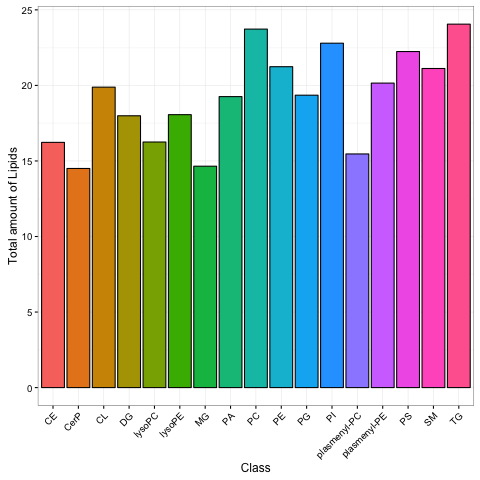 Total amount of Lipids
25
20
15
10
5
0
CE
CerP
CL
DG
lysoPC
lysoPE
MG
PA
PC
PE
PG
PI
plasmenyl-PC
plasmenyl-PE
PS
SM
TG
Class